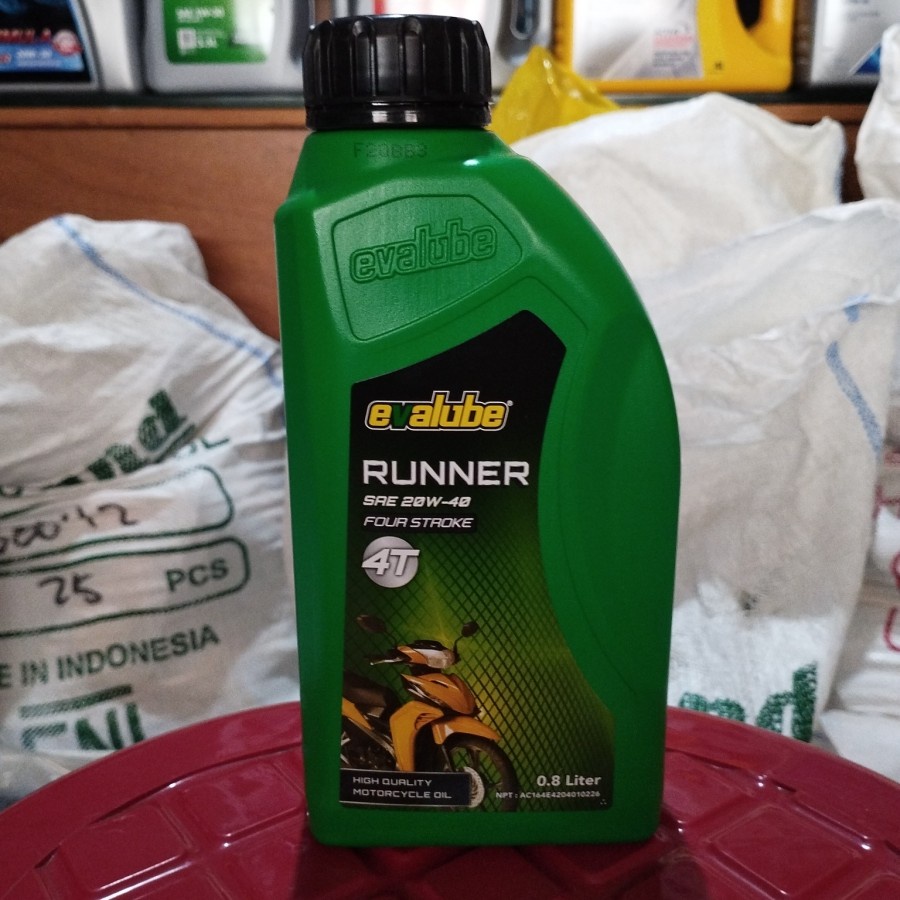 F20883
evalube
evalube®
RUNNER
SAE 20W-40
FOUR STROKE
4T
HIGH QUALITY
MOTORCYCLE OIL
0.8 Liter
NPT : AC164E4204010226
25 PCS
E IN INDONESIA
nd